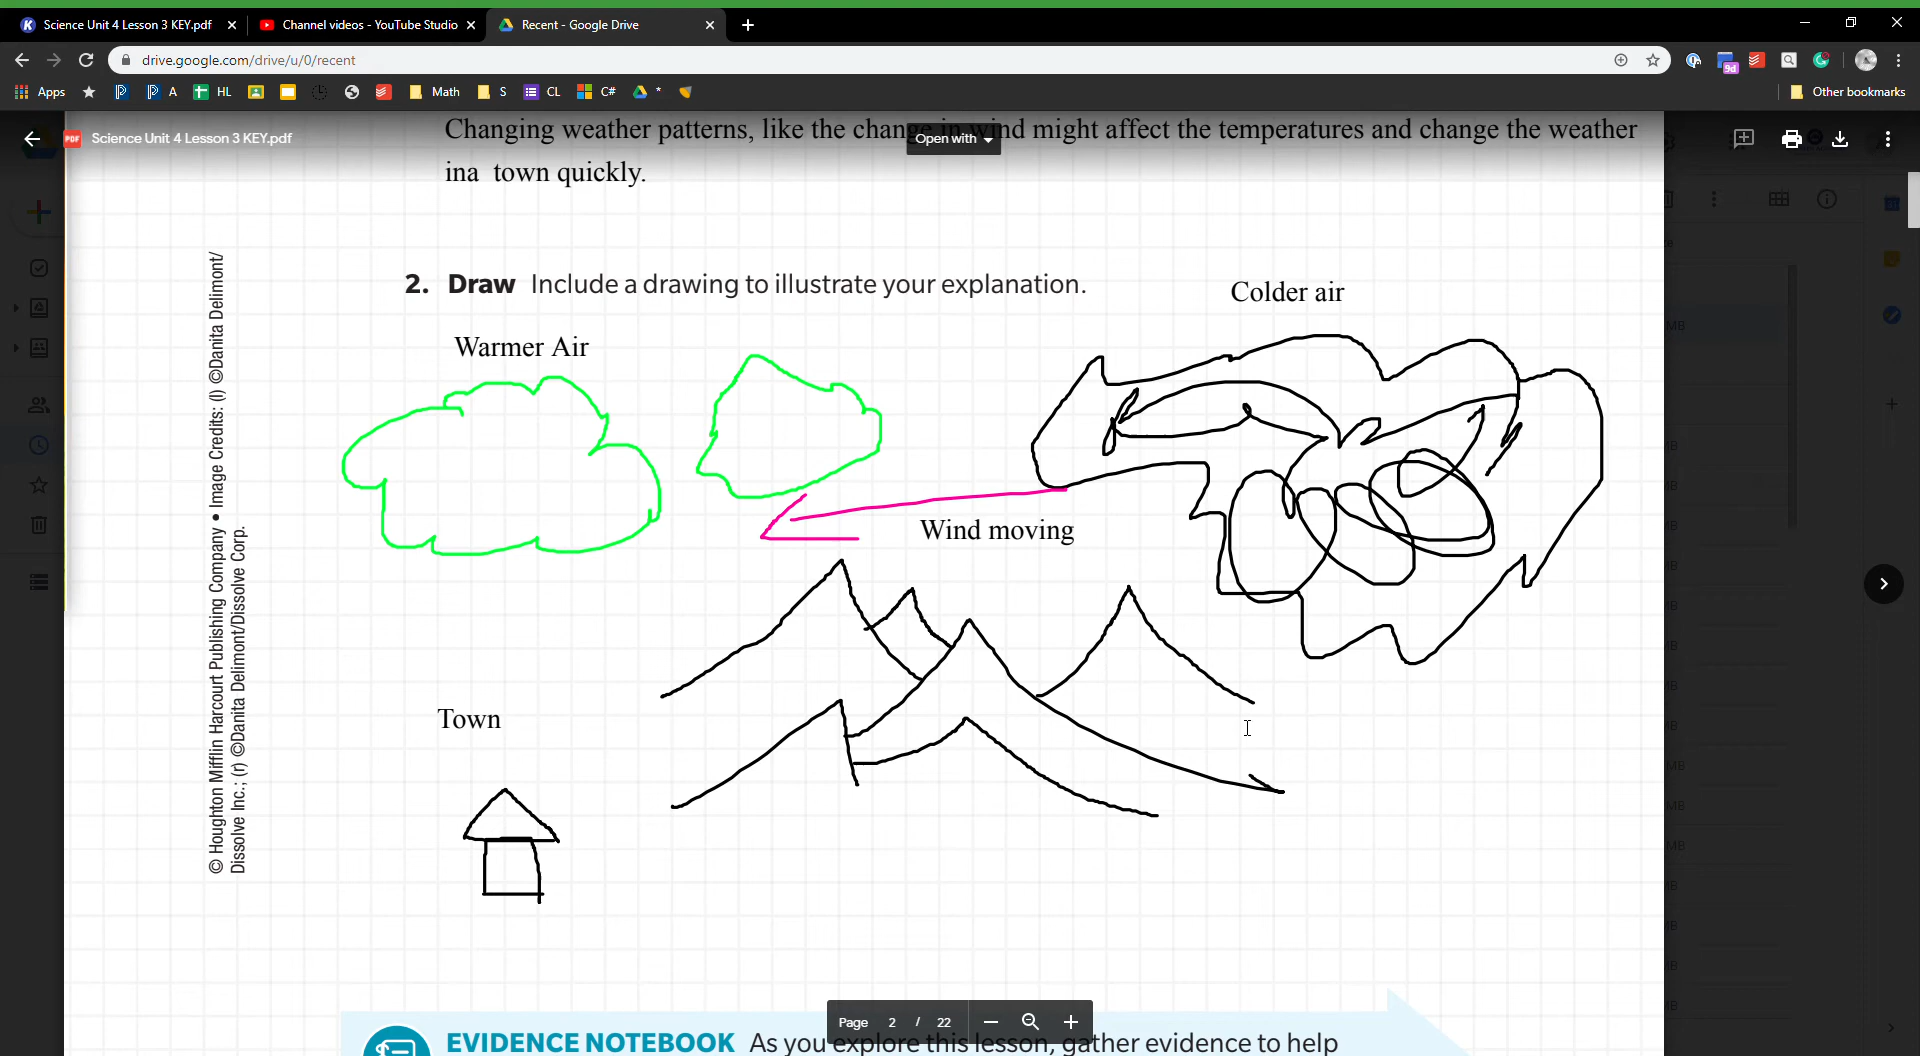 Science Unit 4 Lesson 3 KEY.pdf
Channel videos - YouTube Studio
Recent - Google Drive
drive.google.com/drive/u/0/recent
Apps
A
HL
Math
S
CL
C#
*
9d
Other bookmarks
Science Unit 4 Lesson 3 KEY.pdf
Open with
Changing weather patterns, like the change in wind might affect the temperatures and change the weather
ina town quickly.
2. Draw Include a drawing to illustrate your explanation.
Colder air
Warmer Air
Wind moving
Town
© Houghton Mifflin Harcourt Publishing Company • Image Credits: (l) ©Danita Delimont/
Dissolve Inc.; (r) ©Danita Delimont/Dissolve Corp.
Page 2 / 22
EVIDENCE NOTEBOOK As you explore this lesson, gather evidence to help